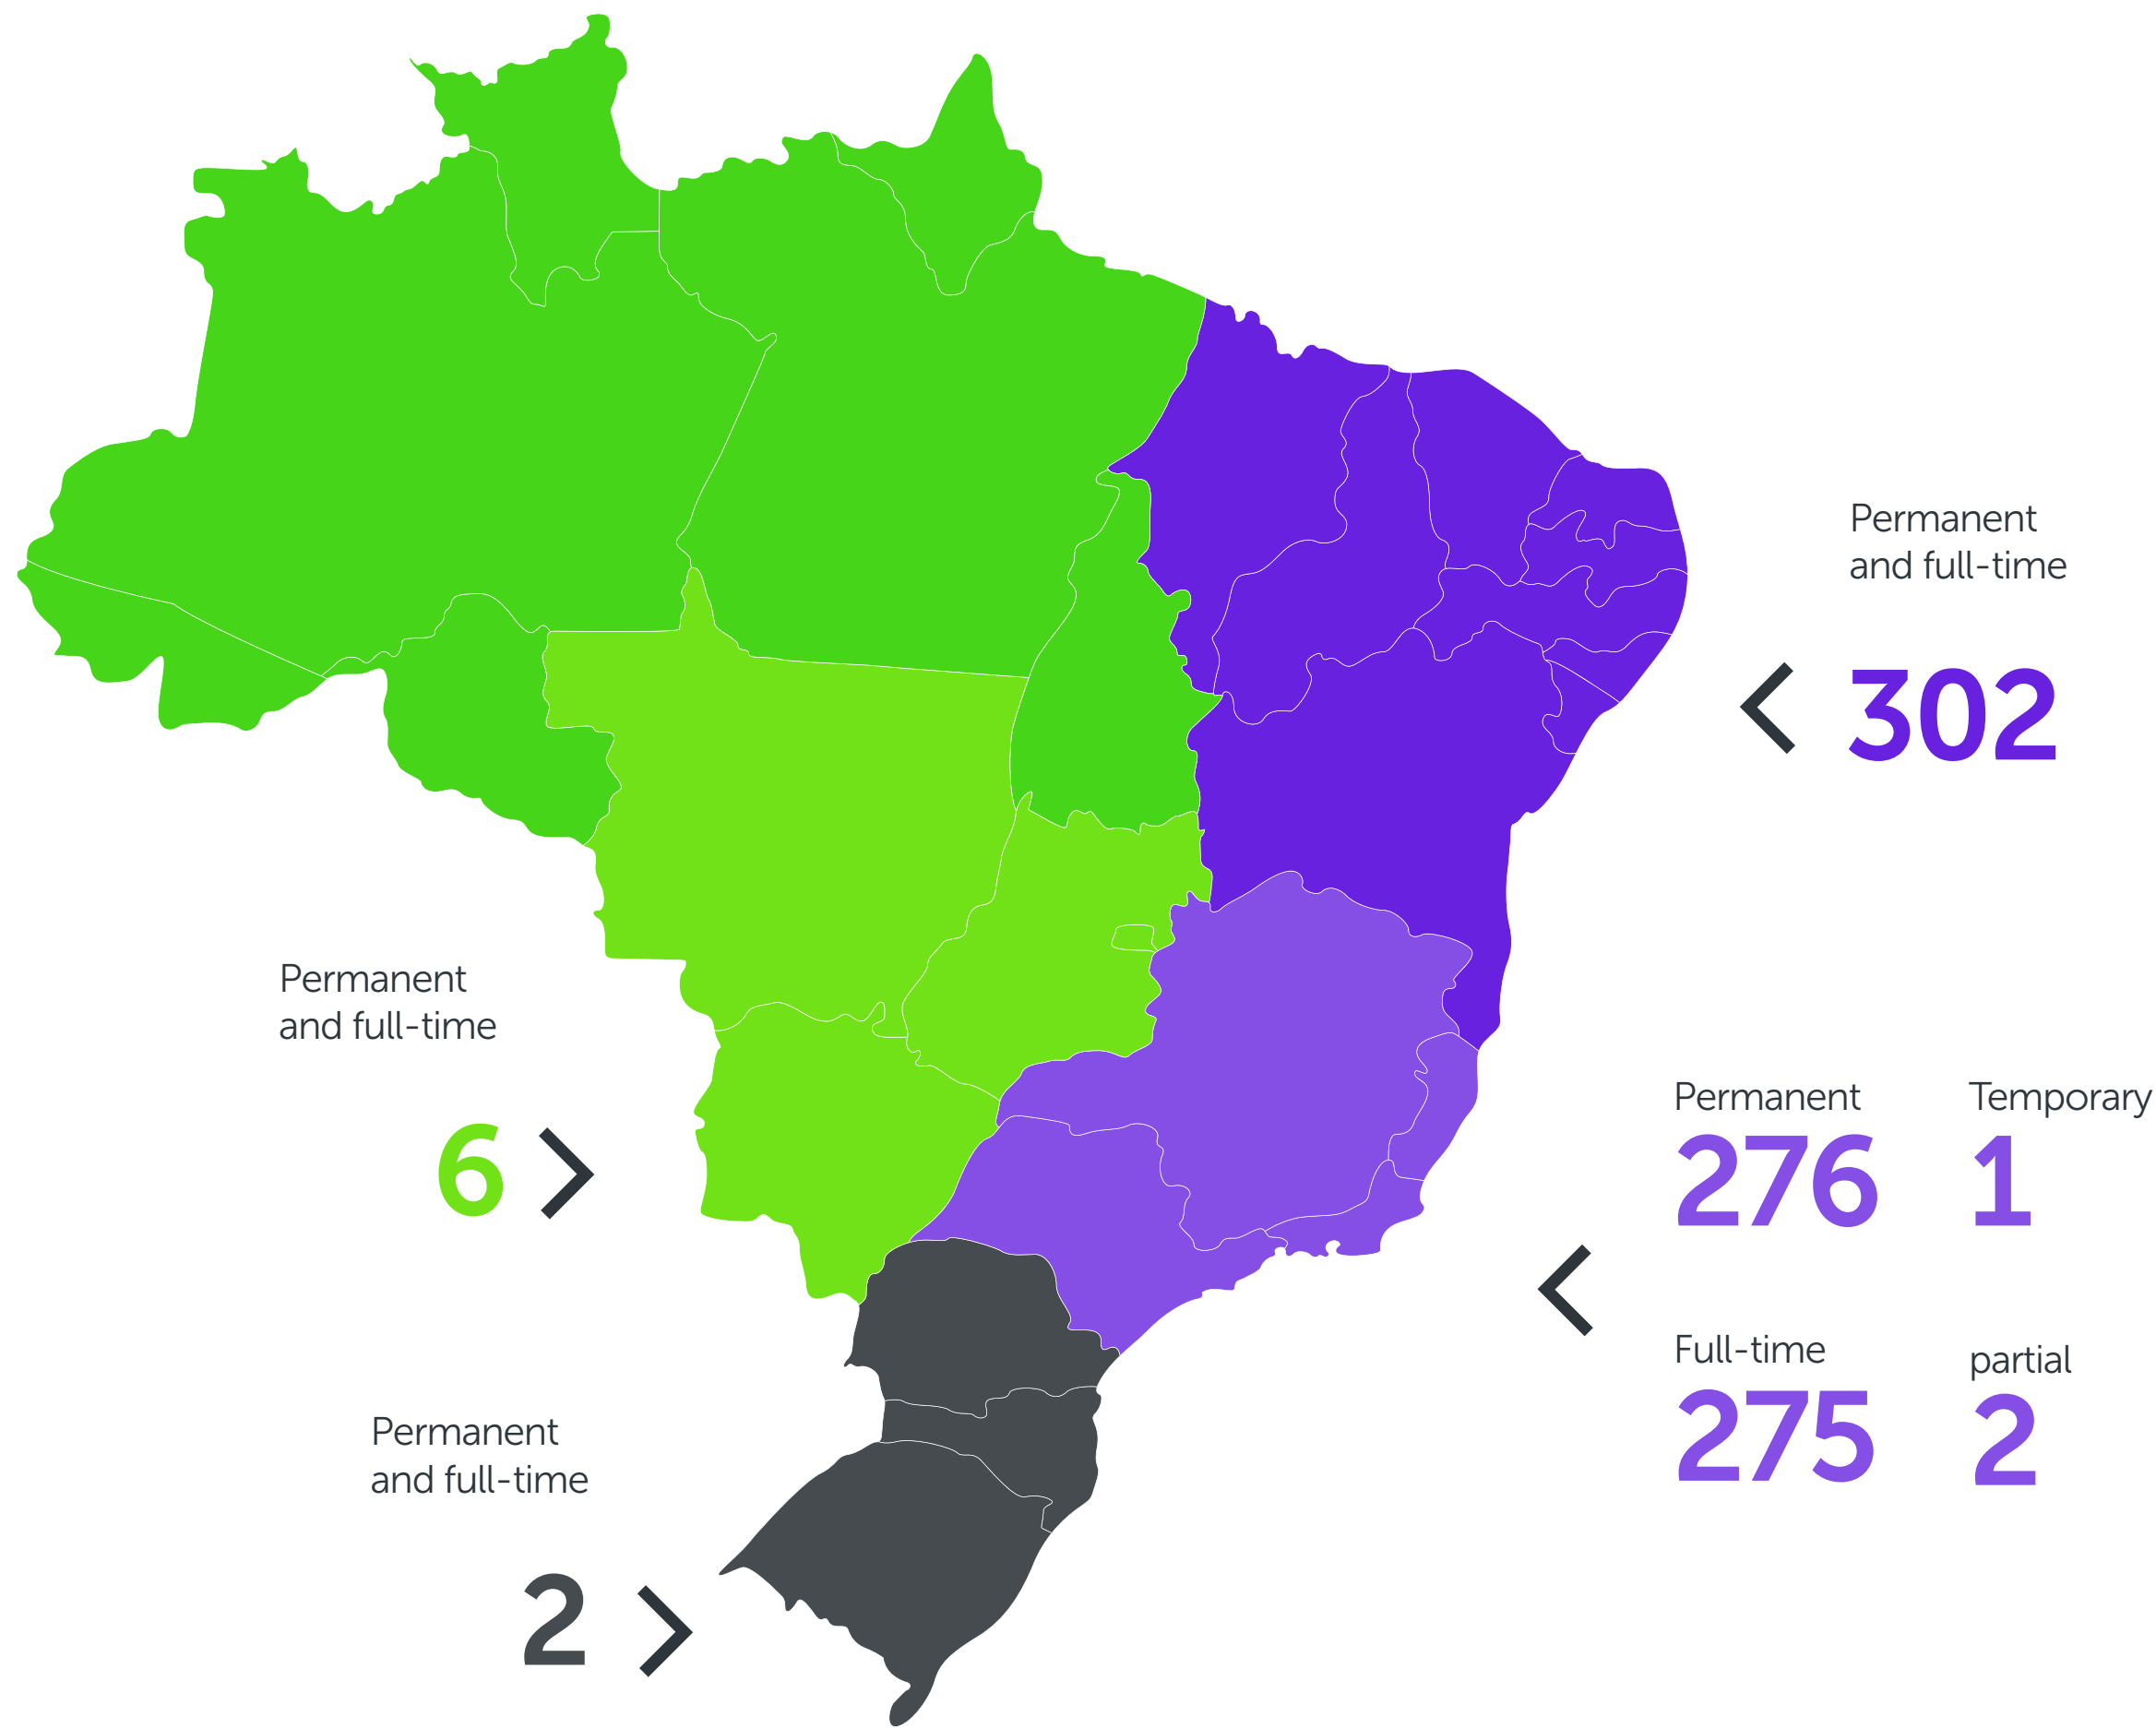 Permanent
and full-time
302
Permanent
and full-time
6
Permanent Temporary
276 1
Full-time partial
275 2
Permanent
and full-time
2